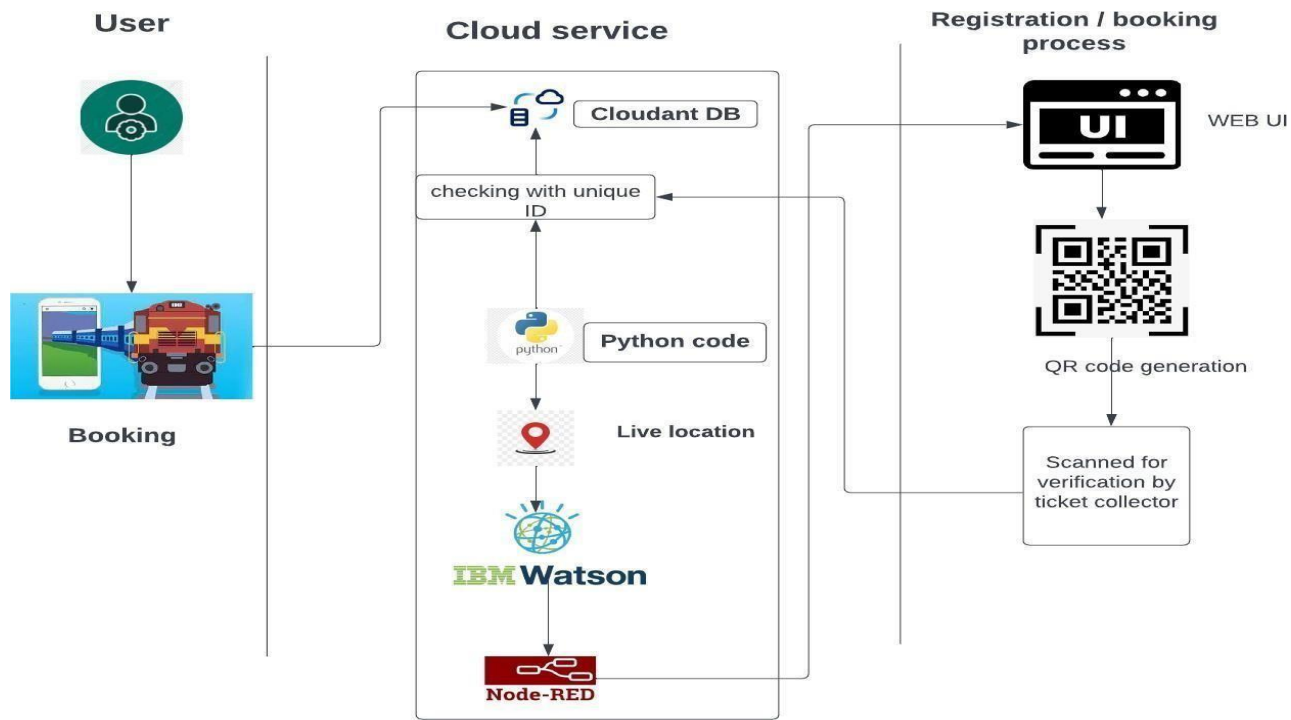 User
Cloud service
Registration / booking
process
Cloudant DB
UI
WEB UI
checking with unique
ID
python
Python code
QR code generation
Booking
Live location
Scanned for
verification by
ticket collector
IBM Watson
Node-RED